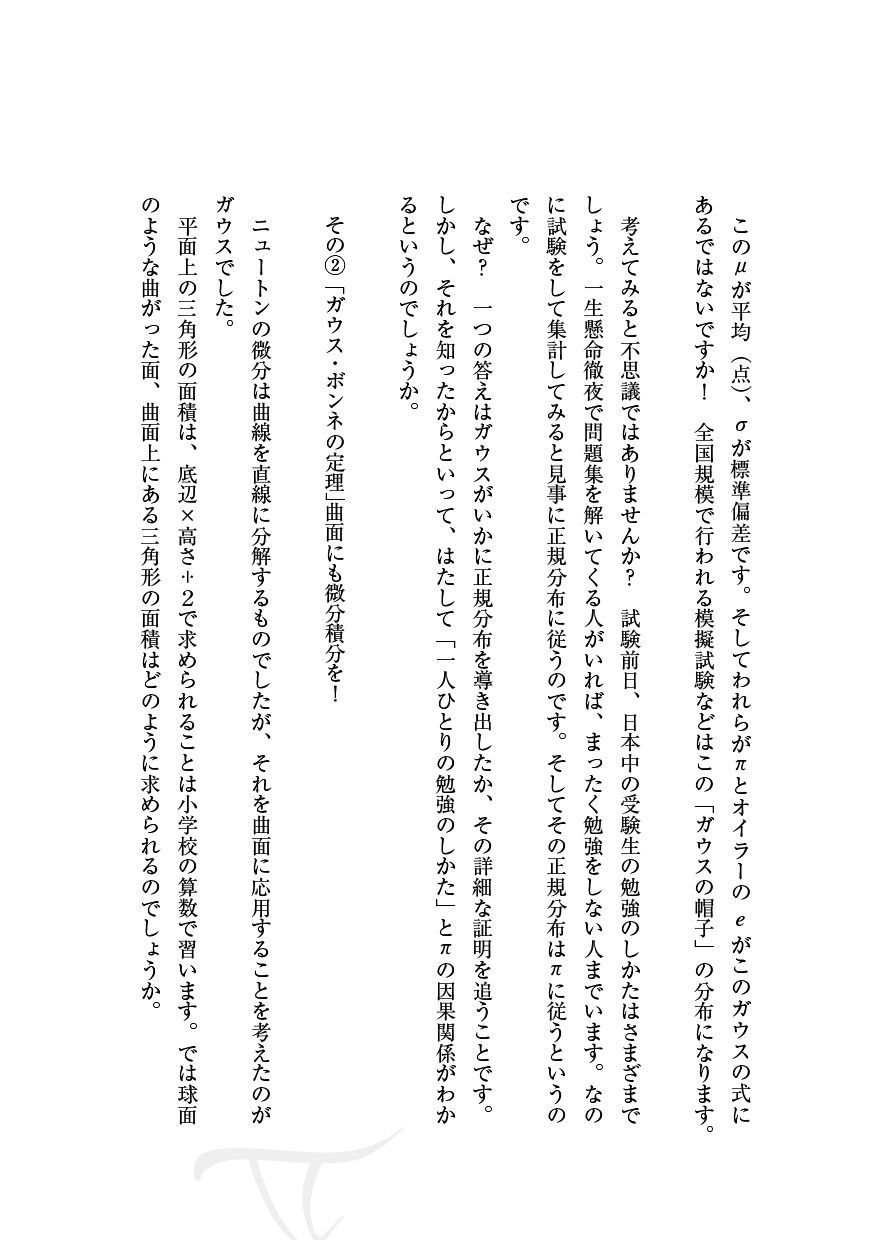 このμが平均（点）、σが標準偏差です。そしてわれらがπとオイラーのeがこのガウスの式に
あるではないですか！　全国規模で行われる模擬試験などはこの「ガウスの帽子」の分布になります。
考えてみると不思議ではありませんか？　試験前日、日本中の受験生の勉強のしかたはさまざまで
しょう。一生懸命徹夜で問題集を解いてくる人がいれば、まったく勉強をしない人までいます。なの
に試験をして集計してみると見事に正規分布に従うのです。そしてその正規分布はπに従うというの
です。
なぜ？　一つの答えはガウスがいかに正規分布を導き出したか、その詳細な証明を追うことです。
しかし、それを知ったからといって、はたして「一人ひとりの勉強のしかた」とπの因果関係がわか
るというのでしょうか。
その②「ガウス・ボンネの定理」曲面にも微分積分を！
ニュートンの微分は曲線を直線に分解するものでしたが、それを曲面に応用することを考えたのが
ガウスでした。
平面上の三角形の面積は、底辺×高さ÷２で求められることは小学校の算数で習います。では球面
のような曲がった面、曲面上にある三角形の面積はどのように求められるのでしょうか。
π